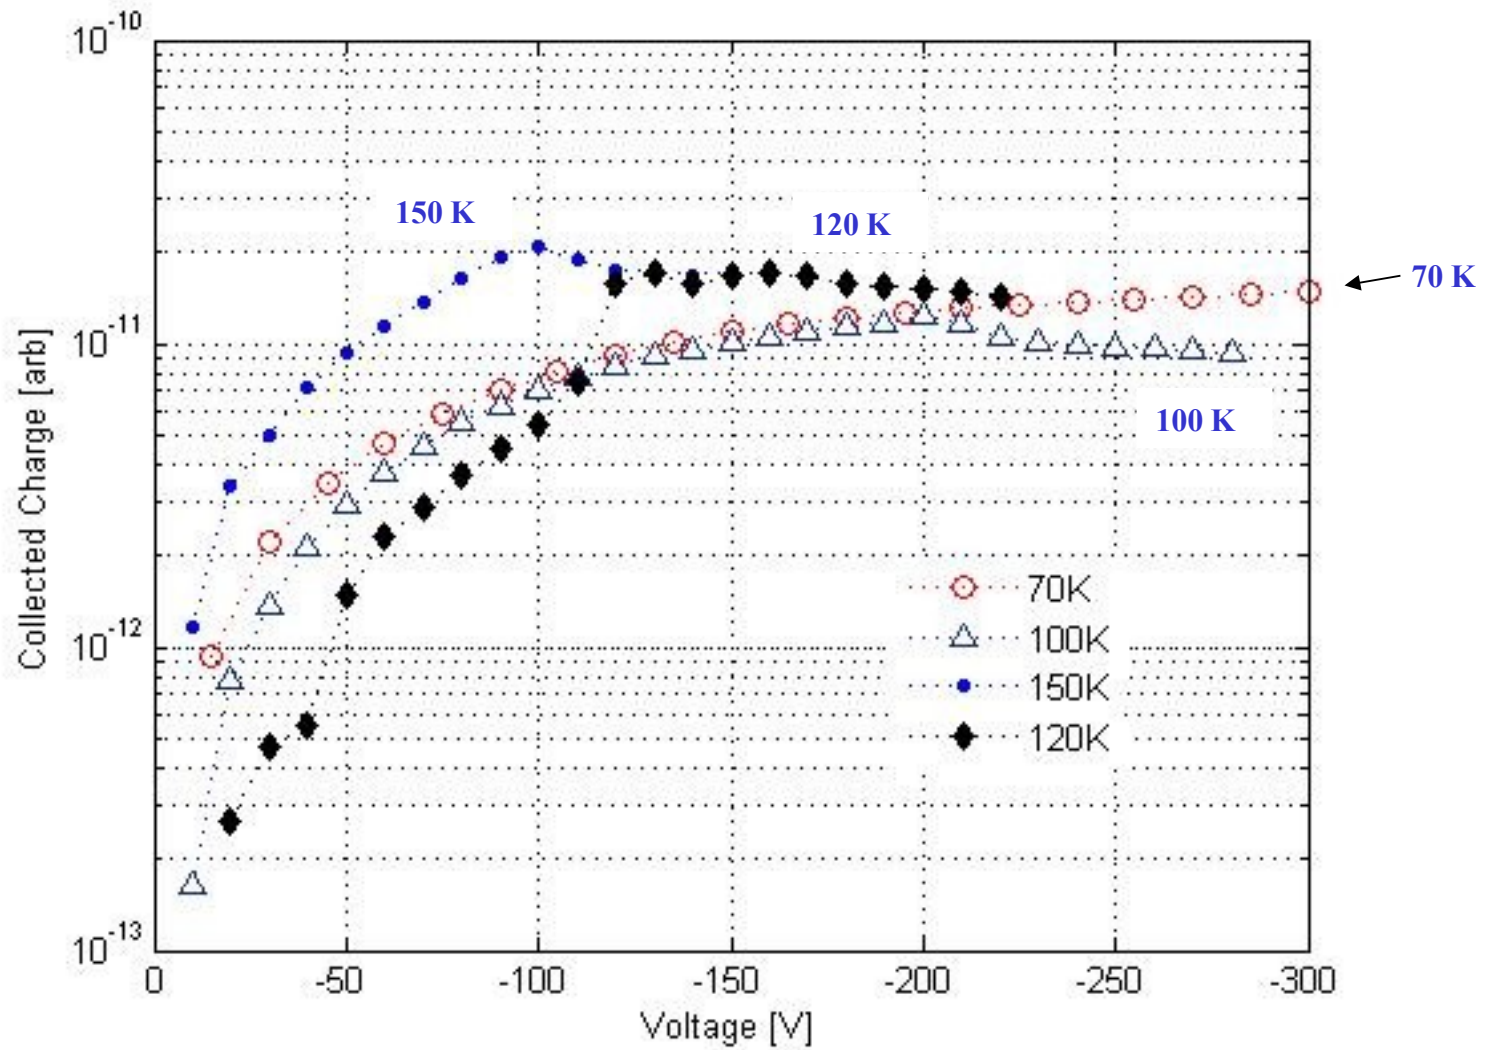 10^-10
150 K
120 K
70 K
10^-11
100 K
Collected Charge [arb]
70K
100K
10^-12
150K
120K
10^-13
0 -50 -100 -150 -200 -250 -300
Voltage [V]